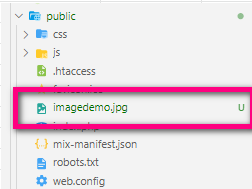 public
css
js
.htaccess
imagedemo.jpg
U
mix-manifest.json
robots.txt
web.config